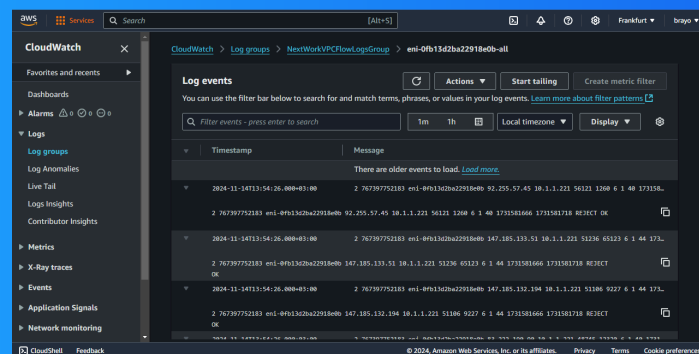 aws Services Search [Alt+S] Frankfurt brayo
CloudWatch
CloudWatch > Log groups > NextWorkVPCFlowLogsGroup > eni-0fb13d2ba22918e0b-all
Favorites and recents
Dashboards
Alarms 0 0 0
Logs
Log groups
Log Anomalies
Live Tail
Logs Insights
Contributor Insights
Metrics
X-Ray traces
Events
Application Signals
Network monitoring
Log events
Actions Start tailing Create metric filter
You can use the filter bar below to search for and match terms, phrases, or values in your log events. Learn more about filter patterns
Filter events - press enter to search 1m 1h Local timezone Display
Timestamp Message
There are older events to load. Load more.
2024-11-14T13:54:26.000+03:00 2 767397752183 eni-0fb13d2ba22918e0b 92.255.57.45 10.1.1.221 56121 1260 6 1 40 173158…
2 767397752183 eni-0fb13d2ba22918e0b 92.255.57.45 10.1.1.221 56121 1260 6 1 40 1731581666 1731581718 REJECT OK
2024-11-14T13:54:26.000+03:00 2 767397752183 eni-0fb13d2ba22918e0b 147.185.133.51 10.1.1.221 51236 65123 6 1 44 173…
2 767397752183 eni-0fb13d2ba22918e0b 147.185.133.51 10.1.1.221 51236 65123 6 1 44 1731581666 1731581718 REJECT
OK
2024-11-14T13:54:26.000+03:00 2 767397752183 eni-0fb13d2ba22918e0b 147.185.132.194 10.1.1.221 51106 9227 6 1 44 173…
2 767397752183 eni-0fb13d2ba22918e0b 147.185.132.194 10.1.1.221 51106 9227 6 1 44 1731581666 1731581718 REJECT
OK
CloudShell Feedback © 2024, Amazon Web Services, Inc. or its affiliates. Privacy Terms Cookie preferences